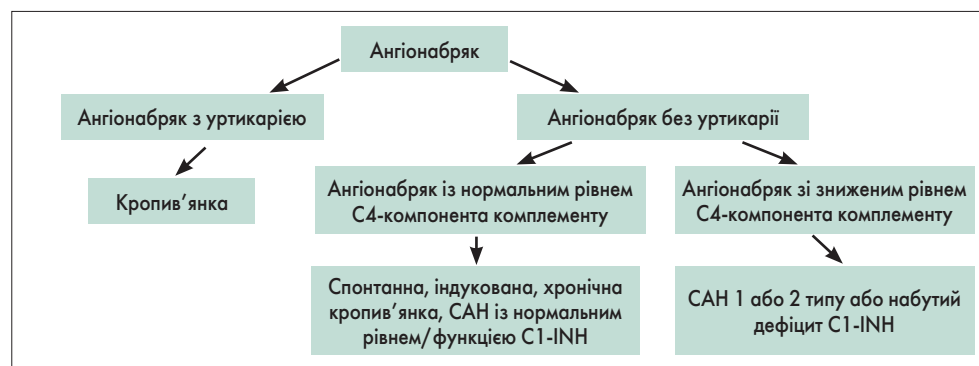 Ангіонабряк
Ангіонабряк з уртикарією
Ангіонабряк без уртикарії
Кропив’янка
Ангіонабряк із нормальним рівнем
С4-компонента комплементу
Ангіонабряк зі зниженим рівнем
С4-компонента комплементу
Спонтанна, індукована, хронічна
кропив’янка, САН із нормальним
рівнем/функцією C1-INH
САН 1 або 2 типу або набутий
дефіцит C1-INH